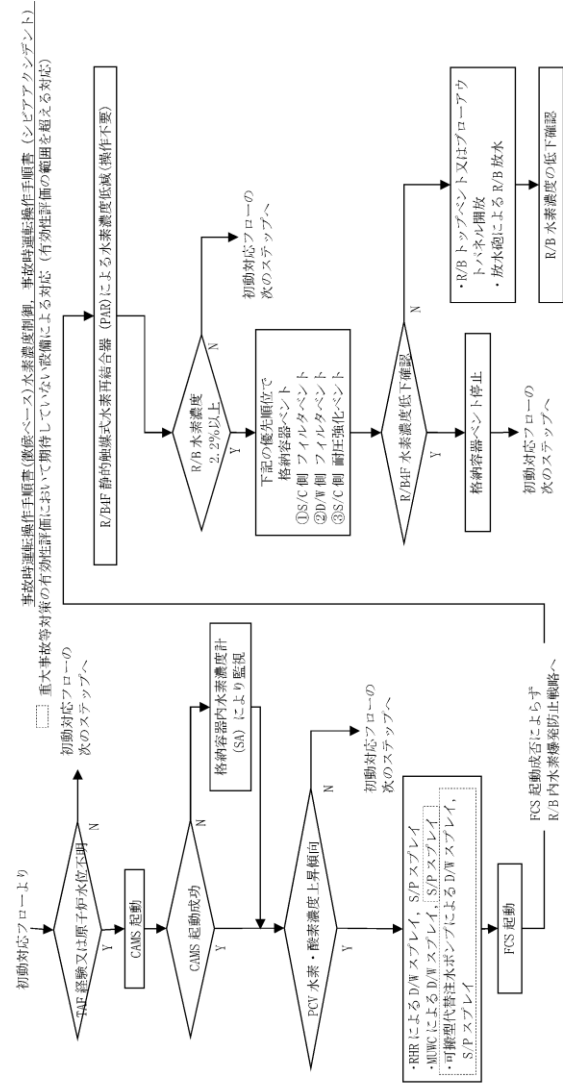 事故時運転操作手順書(徴候ベース)水素濃度制御，事故時運転操作手順書（シビアアクシデント）
重大事故等対策の有効性評価において期待していない設備による対応（有効性評価の範囲を超える対応）
初動対応フローより
TAF 経験又は原子炉水位不明
N
初動対応フローの
次のステップへ
Y
CAMS 起動
CAMS 起動成功
N
格納容器内水素濃度計
(SA) により監視
Y
PCV 水素・酸素濃度上昇傾向
N
初動対応フローの
次のステップへ
Y
・RHR による D/W スプレイ，S/P スプレイ
・MUWC による D/W スプレイ，S/P スプレイ，
・可搬型代替注水ポンプによる D/W スプレイ，
S/P スプレイ
FCS 起動
FCS 起動成否によらず
R/B 内水素爆発防止戦略へ
R/B4F 静的触媒式水素再結合器 (PAR) による水素濃度低減(操作不要)
R/B 水素濃度
2.2%以上
N
初動対応フローの
次のステップへ
Y
下記の優先順位で
格納容器ベント
①S/C 側 フィルタベント
②D/W 側 フィルタベント
③S/C 側 耐圧強化ベント
R/B4F 水素濃度低下確認
N
・R/B トップベント又はブローアウ
トパネル開放
・放水砲による R/B 放水
R/B 水素濃度の低下確認
Y
格納容器ベント停止
初動対応フローの
次のステップへ